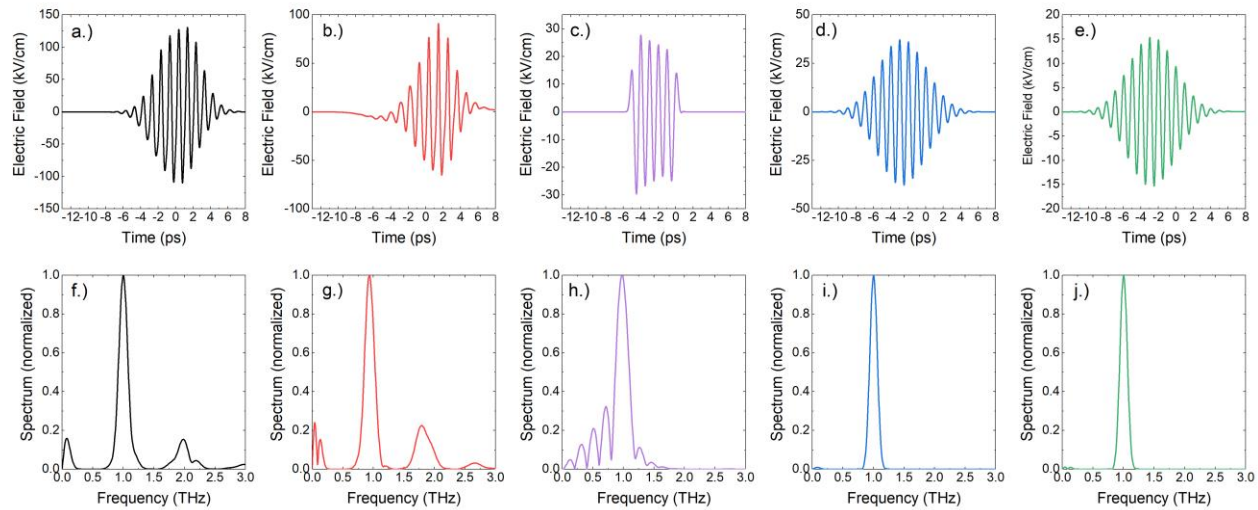 a.)
Electric Field (kV/cm)
150
100
50
0
-50
-100
-150
-12-10 -8 -6 -4 -2 0 2 4 6 8
Time (ps)
b.)
Electric Field (kV/cm)
100
50
0
-50
-100
-12-10 -8 -6 -4 -2 0 2 4 6 8
Time (ps)
c.)
Electric Field (kV/cm)
30
20
10
0
-10
-20
-30
-12-10 -8 -6 -4 -2 0 2 4 6 8
Time (ps)
d.)
Electric Field (kV/cm)
50
25
0
-25
-50
-12-10 -8 -6 -4 -2 0 2 4 6 8
Time (ps)
e.)
Electric Field (kV/cm)
20
15
10
5
0
-5
-10
-15
-20
-12-10 -8 -6 -4 -2 0 2 4 6 8
Time (ps)
f.)
Spectrum (normalized)
1.0
0.8
0.6
0.4
0.2
0.0
0.0 0.5 1.0 1.5 2.0 2.5 3.0
Frequency (THz)
g.)
Spectrum (normalized)
1.0
0.8
0.6
0.4
0.2
0.0
0.0 0.5 1.0 1.5 2.0 2.5 3.0
Frequency (THz)
h.)
Spectrum (normalized)
1.0
0.8
0.6
0.4
0.2
0.0
0.0 0.5 1.0 1.5 2.0 2.5 3.0
Frequency (THz)
i.)
Spectrum (normalized)
1.0
0.8
0.6
0.4
0.2
0.0
0.0 0.5 1.0 1.5 2.0 2.5 3.0
Frequency (THz)
j.)
Spectrum (normalized)
1.0
0.8
0.6
0.4
0.2
0.0
0.0 0.5 1.0 1.5 2.0 2.5 3.0
Frequency (THz)